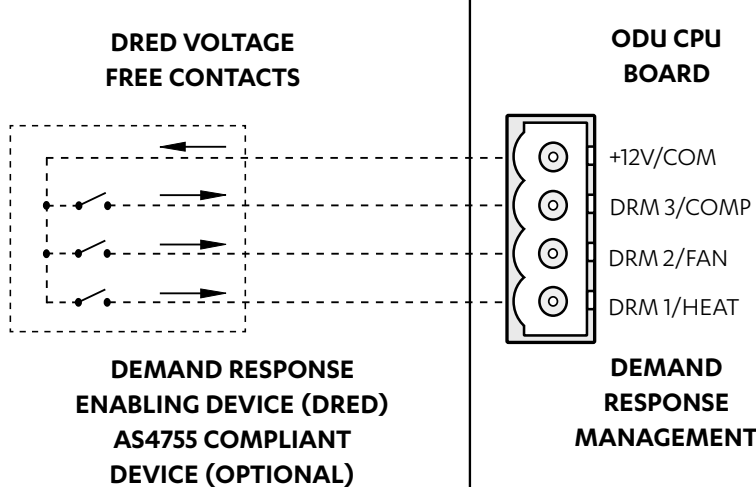 DRED VOLTAGE
FREE CONTACTS
ODU CPU
BOARD
+12V/COM
DRM 3/COMP
DRM 2/FAN
DRM 1/HEAT
DEMAND RESPONSE
ENABLING DEVICE (DRED)
AS4755 COMPLIANT
DEVICE (OPTIONAL)
DEMAND
RESPONSE
MANAGEMENT